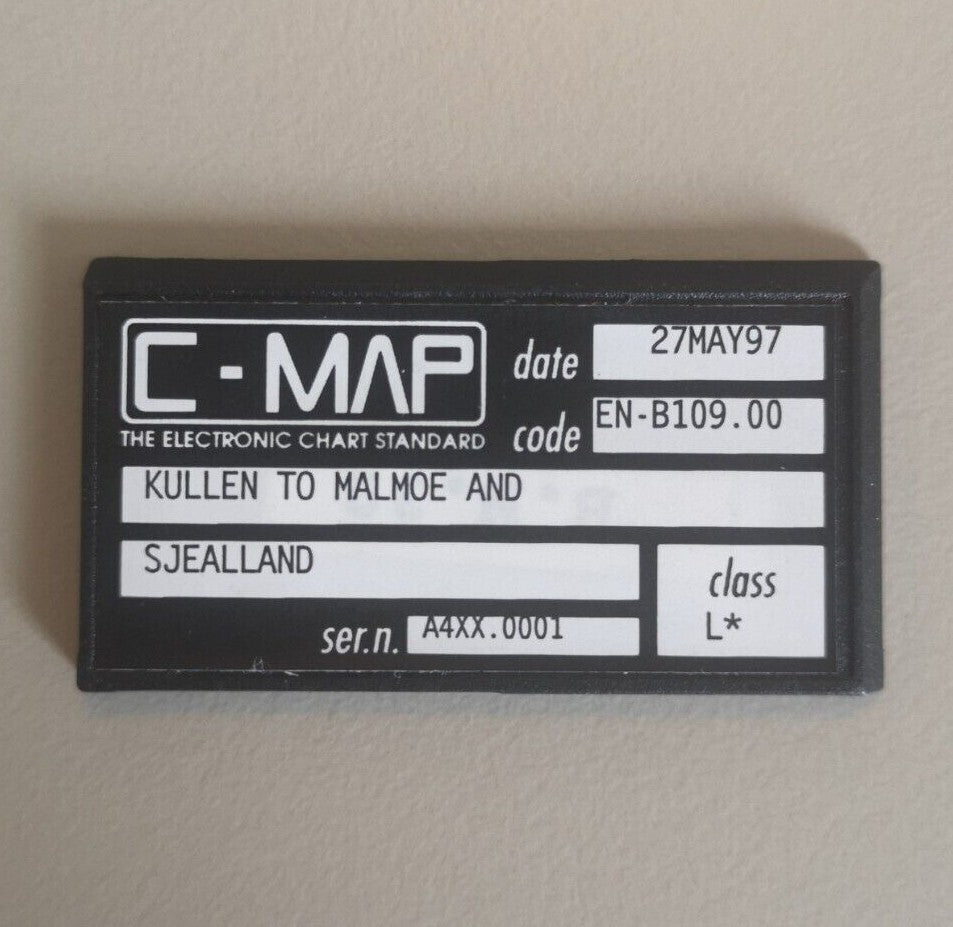 C-MAP
THE ELECTRONIC CHART STANDARD
date 27MAY97
code EN-B109.00
KULLEN TO MALMOE AND
SJEALLAND
class
L*
ser.n. A4XX.0001